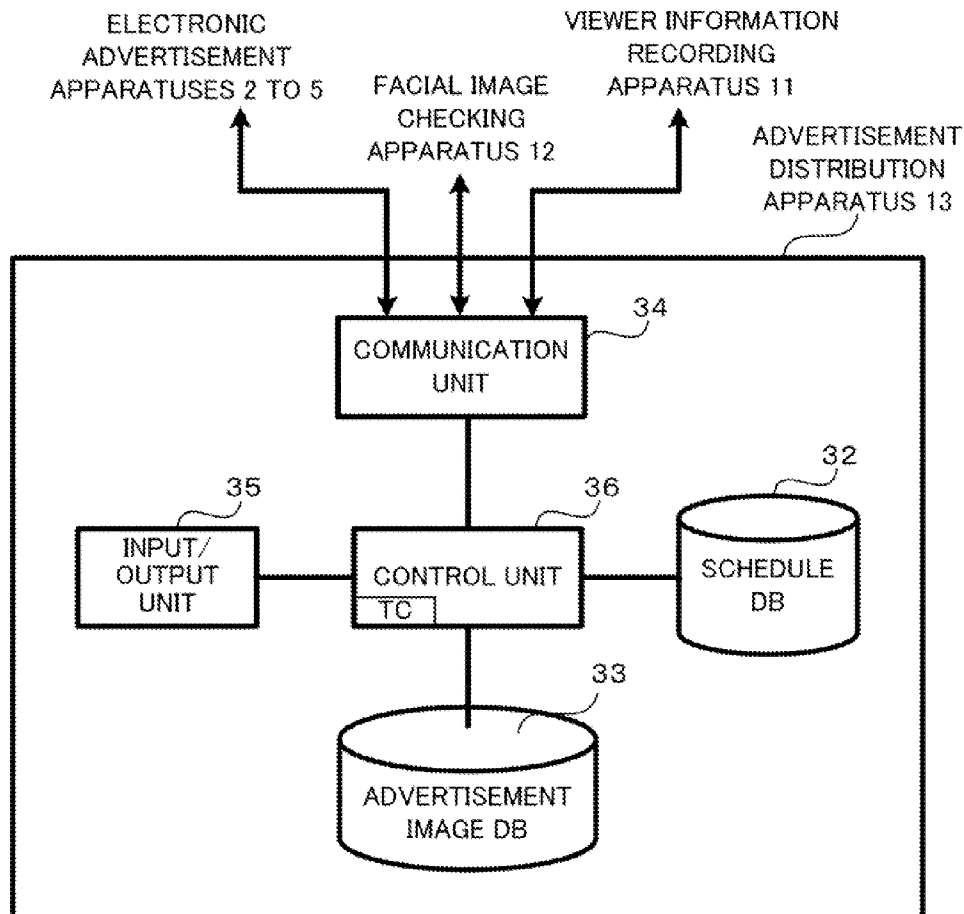 ELECTRONIC
ADVERTISEMENT
APPARATUSES 2 TO 5
FACIAL IMAGE
CHECKING
APPARATUS 12
VIEWER INFORMATION
RECORDING
APPARATUS 11
ADVERTISEMENT
DISTRIBUTION
APPARATUS 13
34
COMMUNICATION
UNIT
35
INPUT/
OUTPUT
UNIT
36
CONTROL UNIT
TC
32
SCHEDULE
DB
33
ADVERTISEMENT
IMAGE DB